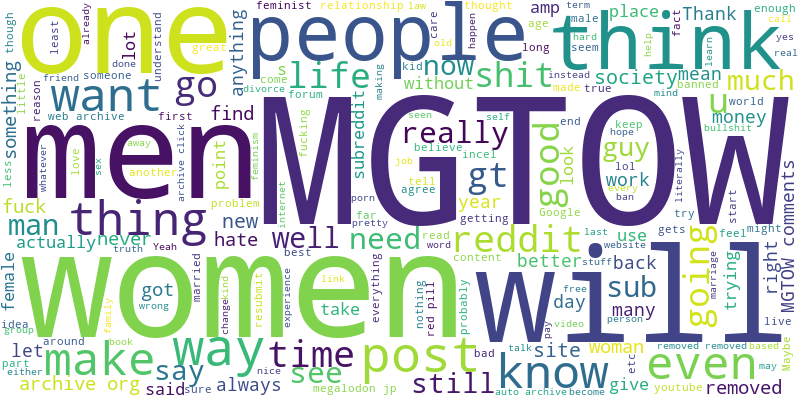 feminist relationship law thought enough
one people think
already least lot anything amp care male term place Thank fact call yes
though understand old happen age hard seem help learn real
something little done great s life now long shit society mean much
want go someone come kid without instead made true banned u
friend divorce forum making subreddit mind world
reason web archive first find seen self end keep money bullshit
men MGTOW
less whatever archive click feminism fucking really believe incel hope good guy
love away sex point job tell agree gt look lol work literally
another problem internet porn far year ban every
fuck thing new pretty getting Google try start
man Yeah hate well need reddit use last feel might
actually never truth best read word content better gets website
women will
female married experience link everything nothing red pill sub back stuff trying going right marriage MGTOW comments
idea got wrong change kind resubmit take probably day free many person live
group around family book video pay
let make way time post know even
part either say nice see bad talk site woman etc removed removed based may Maybe
archive org said sure always megalodon jp still auto archive become give youtube removed